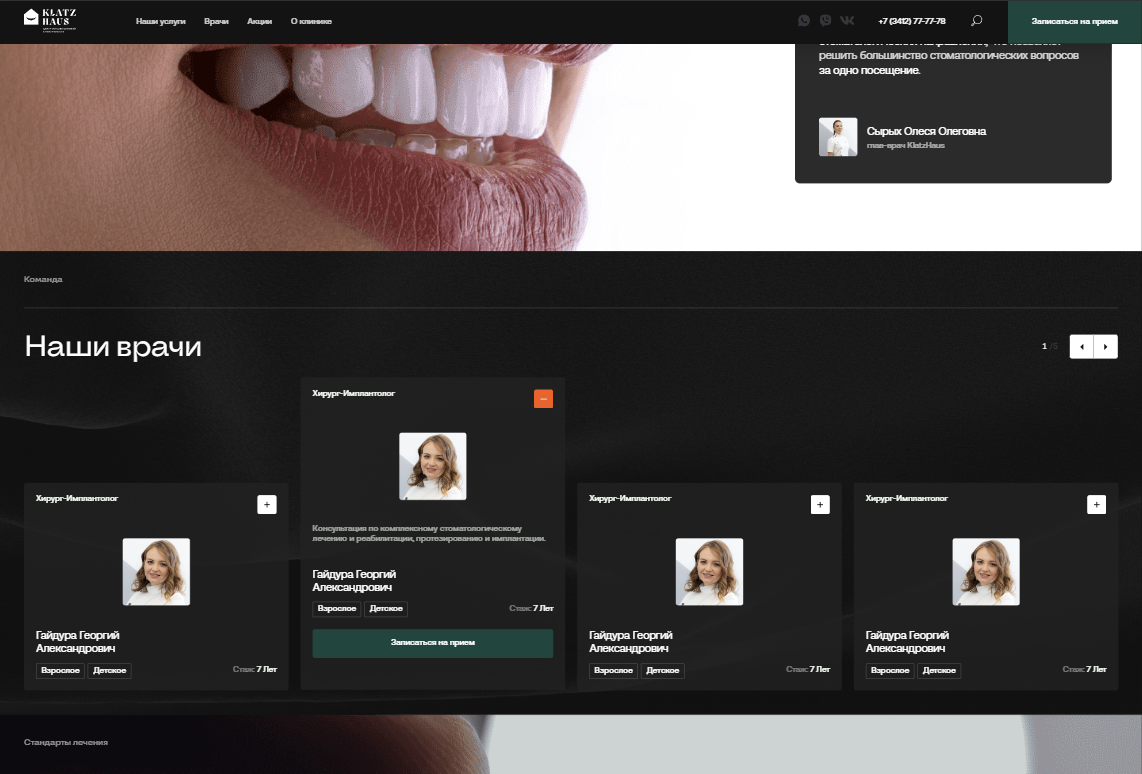 KLATZ
HAUS
Наши услуги
Врачи
Акции
О клинике
+7 (3412) 77-77-78
Записаться на прием
решить большинство стоматологических вопросов
за одно посещение.
Сырых Олеся Олеговна
глав-врач KlatzHaus
Команда
Наши врачи
1 /5
Хирург-Имплантолог
+
Гайдура Георгий
Александрович
Взрослое
Детское
Стаж: 7 Лет
Хирург-Имплантолог
–
Консультация по комплексному стоматологическому
лечению и реабилитации, протезированию и имплантации.
Гайдура Георгий
Александрович
Взрослое
Детское
Стаж: 7 Лет
Записаться на прием
Хирург-Имплантолог
+
Гайдура Георгий
Александрович
Взрослое
Детское
Стаж: 7 Лет
Хирург-Имплантолог
+
Гайдура Георгий
Александрович
Взрослое
Детское
Стаж: 7 Лет
Стандарты лечения